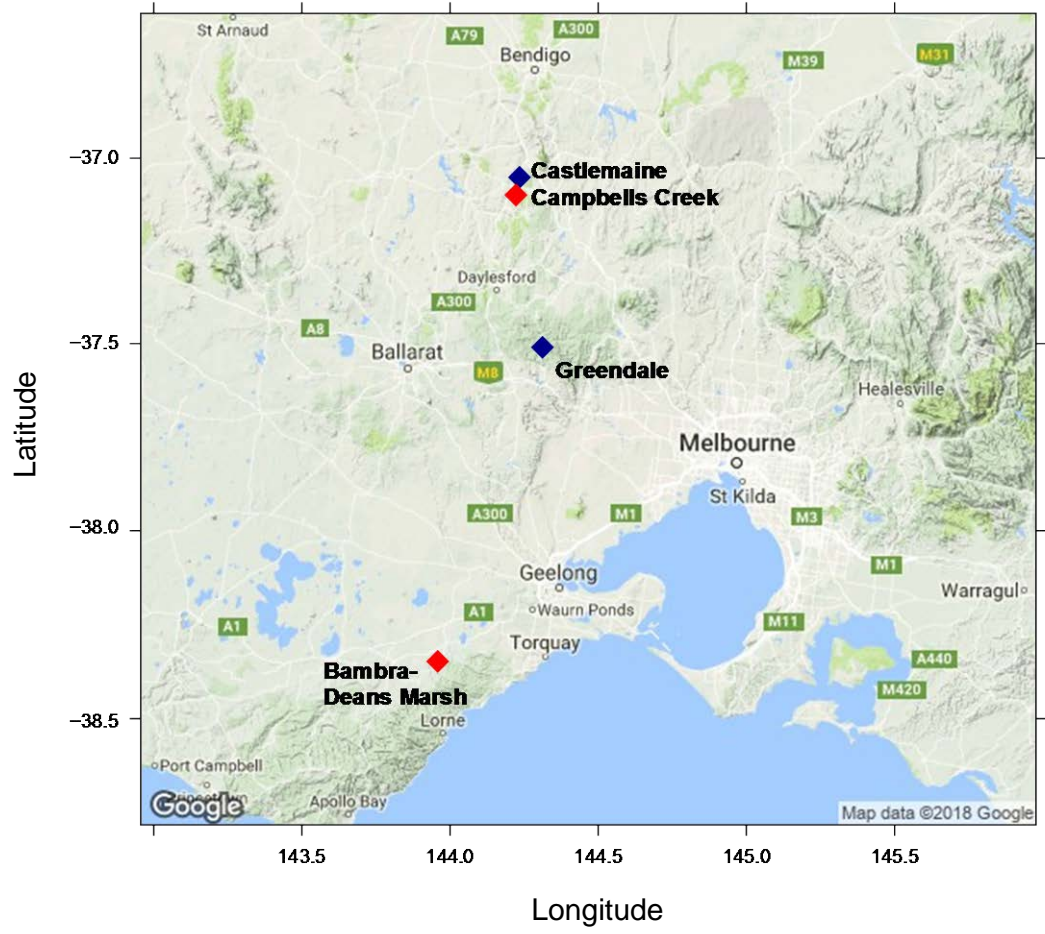 St Arnaud
A79
A300
Bendigo
M39
M31
−37.0
Castlemaine
Campbells Creek
Daylesford
A300
A8
−37.5
Ballarat
M8
Greendale
Healesville
Latitude
Melbourne
St Kilda
A300
M1
M3
−38.0
Geelong
M1
Warragul
Waurn Ponds
A1
A1
M11
Torquay
A440
Bambra-
Deans Marsh
M420
−38.5
Lorne
Port Campbell
Google
Apollo Bay
Map data ©2018 Google
143.5
144.0
144.5
145.0
145.5
Longitude